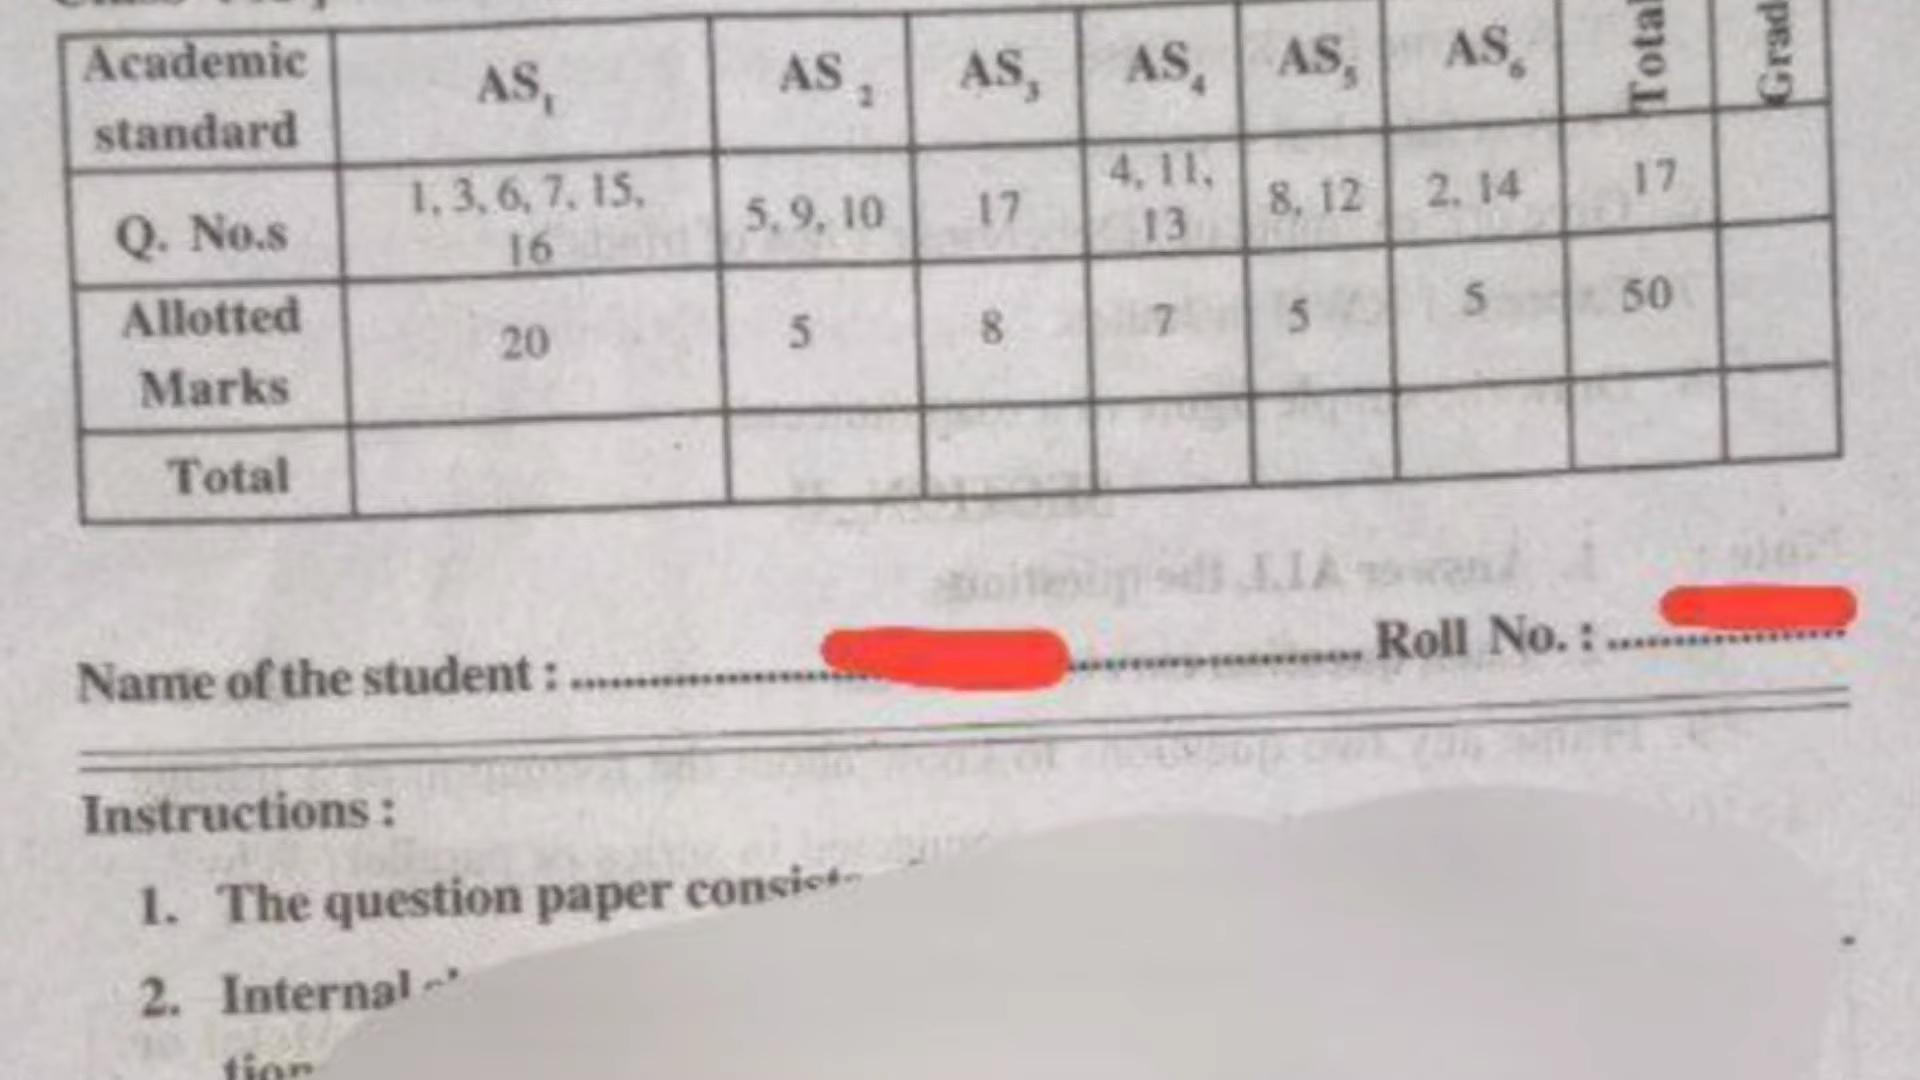 Academic standard AS1 AS2 AS3 AS4 AS5 AS6 Total Grad
Q. No.s 1, 3, 6, 7, 15, 16 5, 9, 10 17 4, 11, 13 8, 12 2, 14 17
Allotted Marks 20 5 8 7 5 5 50
Total
Name of the student : Roll No. :
Instructions :
1. The question paper
2. Internal